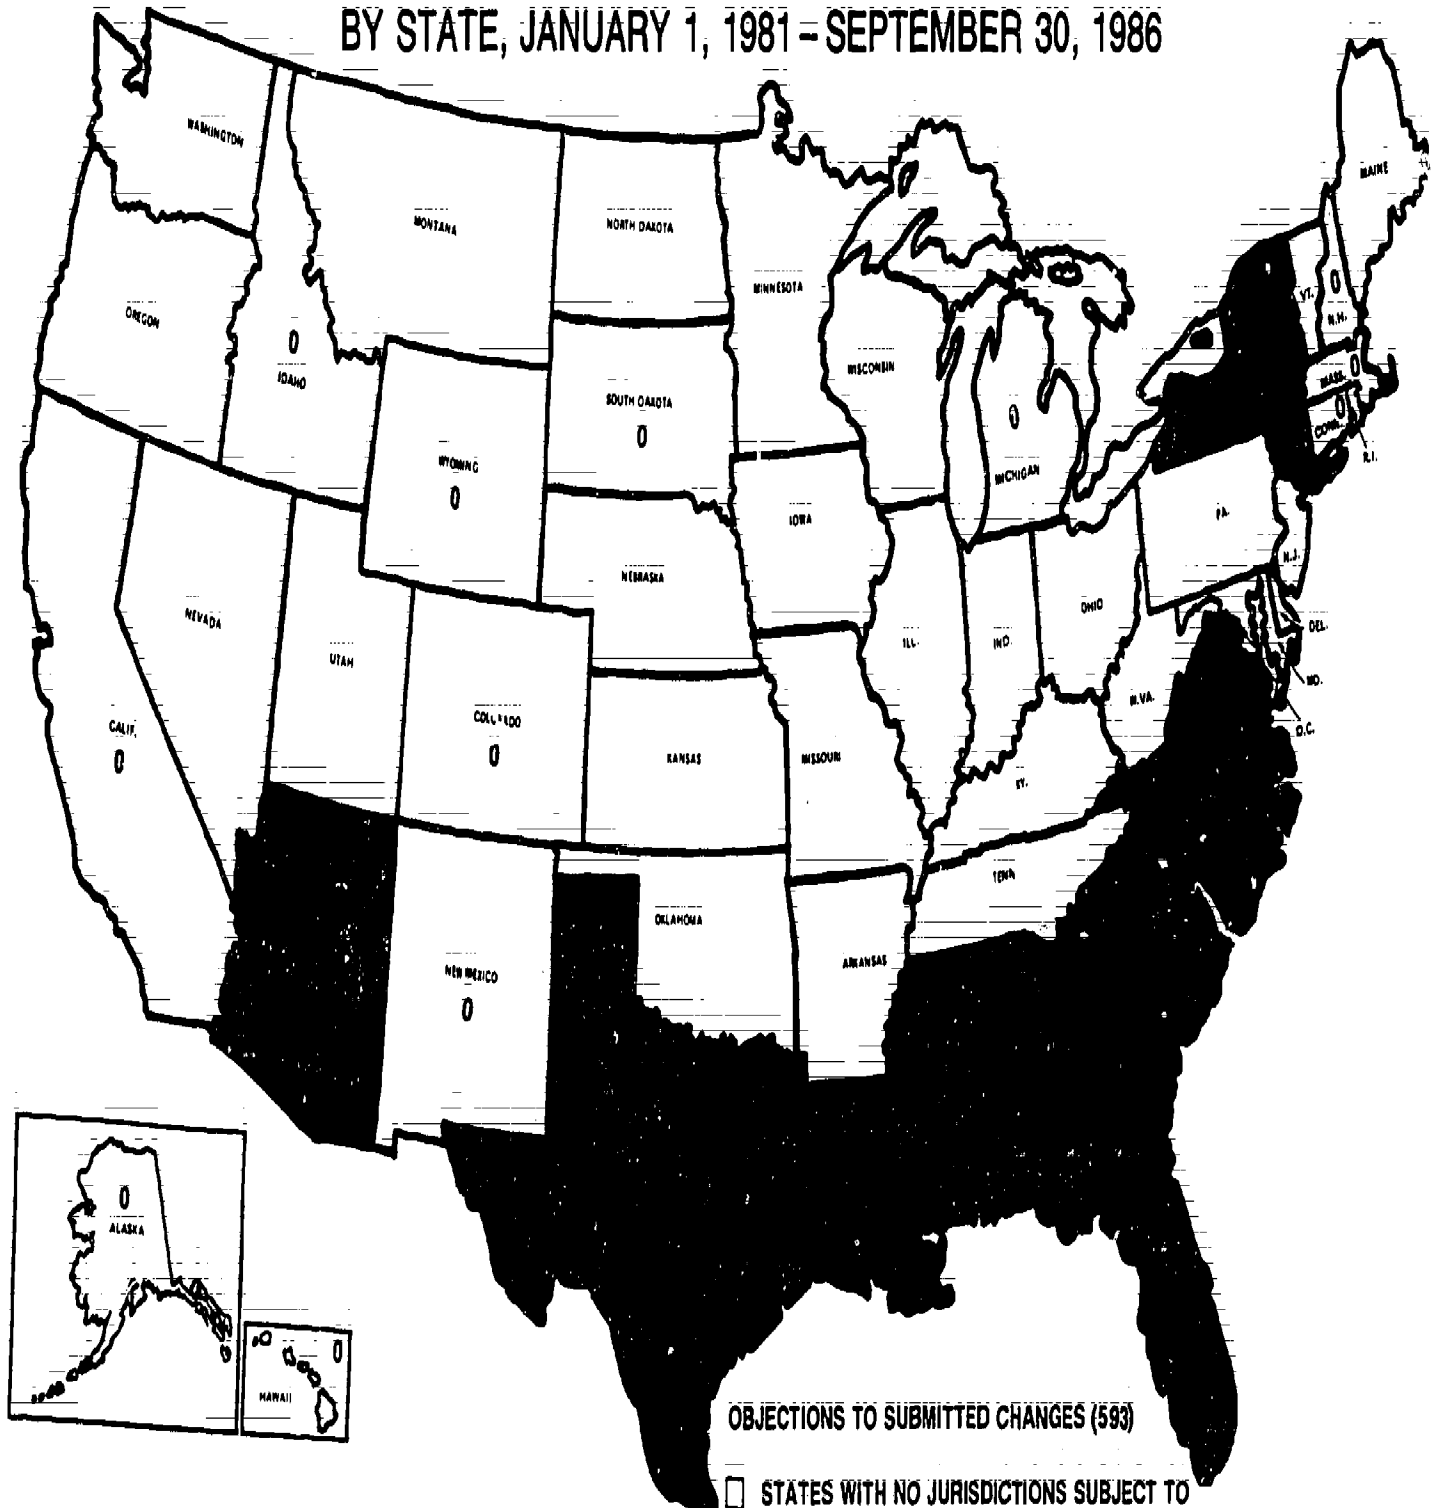 BY STATE, JANUARY 1, 1981 – SEPTEMBER 30, 1986
WASHINGTON
MONTANA
NORTH DAKOTA
MINNESOTA
MAINE
OREGON
0
IDAHO
WISCONSIN
SOUTH DAKOTA
0
WYOMING
0
0
MICHIGAN
VT.
0
N.H.
0
MASS.
0
CONN.
R.I.
IOWA
PA.
N.J.
NEBRASKA
NEVADA
UTAH
ILL.
IND.
OHIO
DEL.
MD.
D.C.
W.VA.
CALIF.
0
COLORADO
0
KANSAS
MISSOURI
KY.
TENN
OKLAHOMA
ARKANSAS
NEW MEXICO
0
0
ALASKA
0
HAWAII
OBJECTIONS TO SUBMITTED CHANGES (593)
STATES WITH NO JURISDICTIONS SUBJECT TO